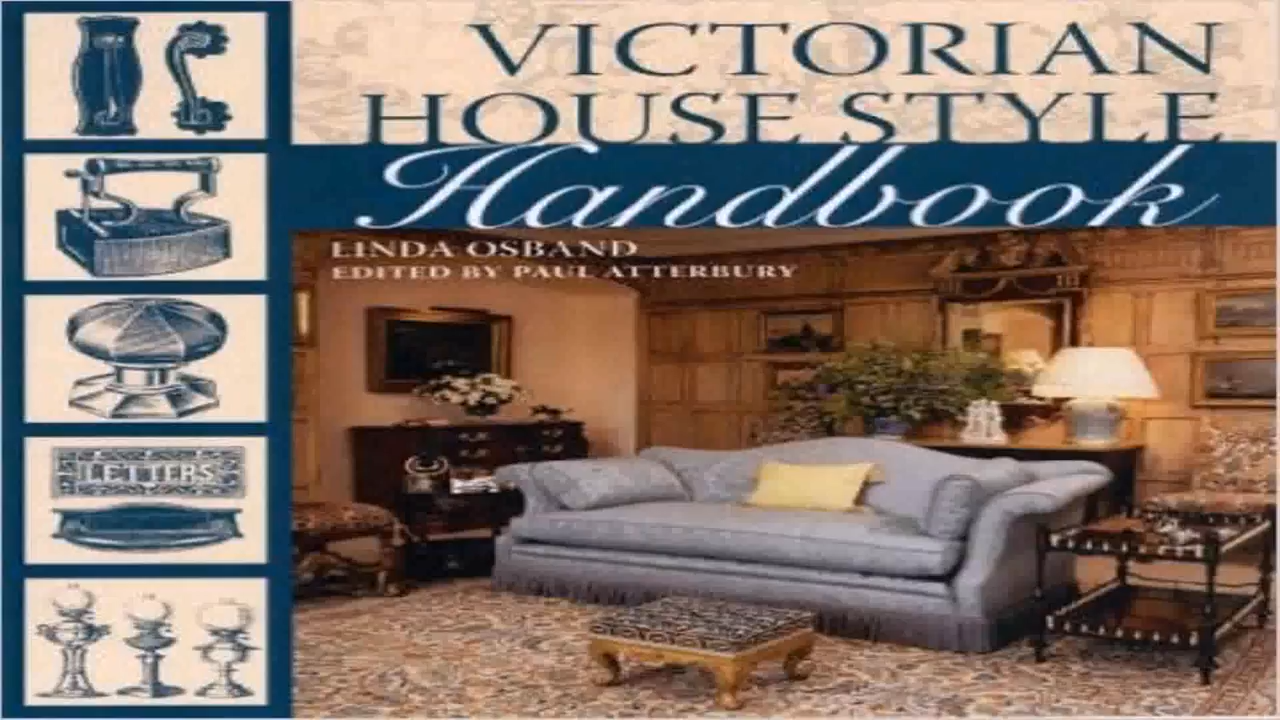 VICTORIAN
HOUSE STYLE
Handbook
LINDA OSBAND
EDITED BY PAUL ATTERBURY
LETTERS